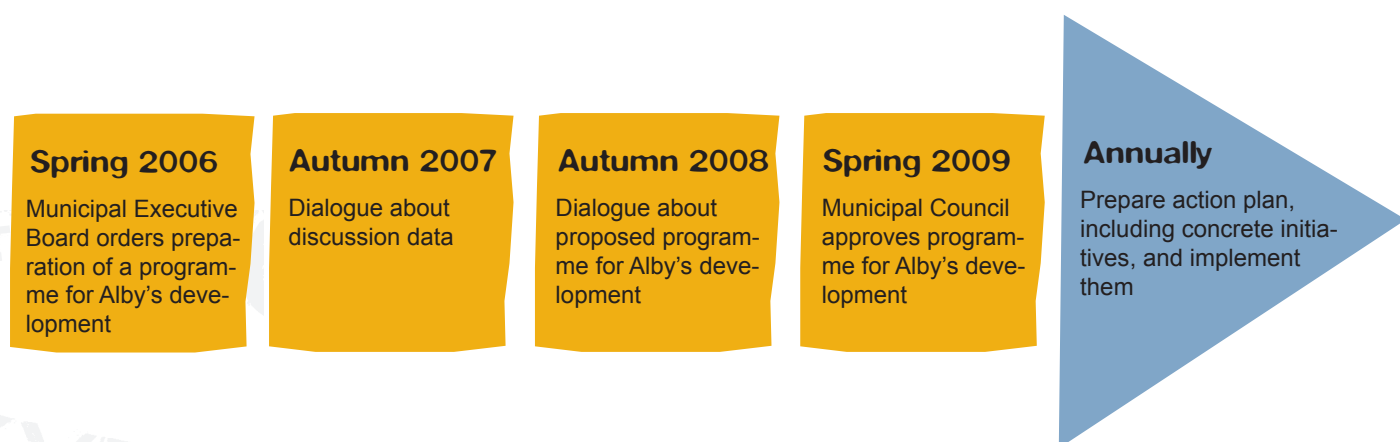 Spring 2006
Municipal Executive
Board orders prepa-
ration of a program-
me for Alby's deve-
lopment
Autumn 2007
Dialogue about
discussion data
Autumn 2008
Dialogue about
proposed program-
me for Alby's deve-
lopment
Spring 2009
Municipal Council
approves program-
me for Alby's deve-
lopment
Annually
Prepare action plan,
including concrete initia-
tives, and implement
them